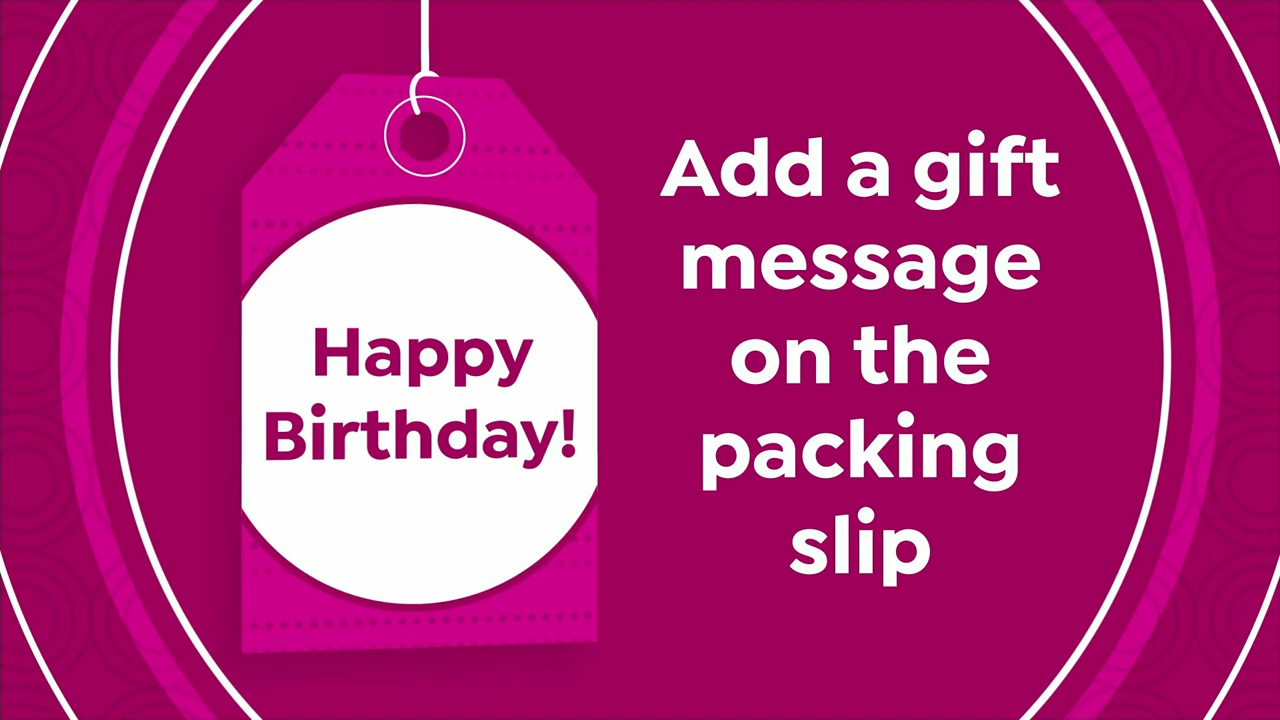 Happy
Birthday!
Add a gift
message
on the
packing
slip